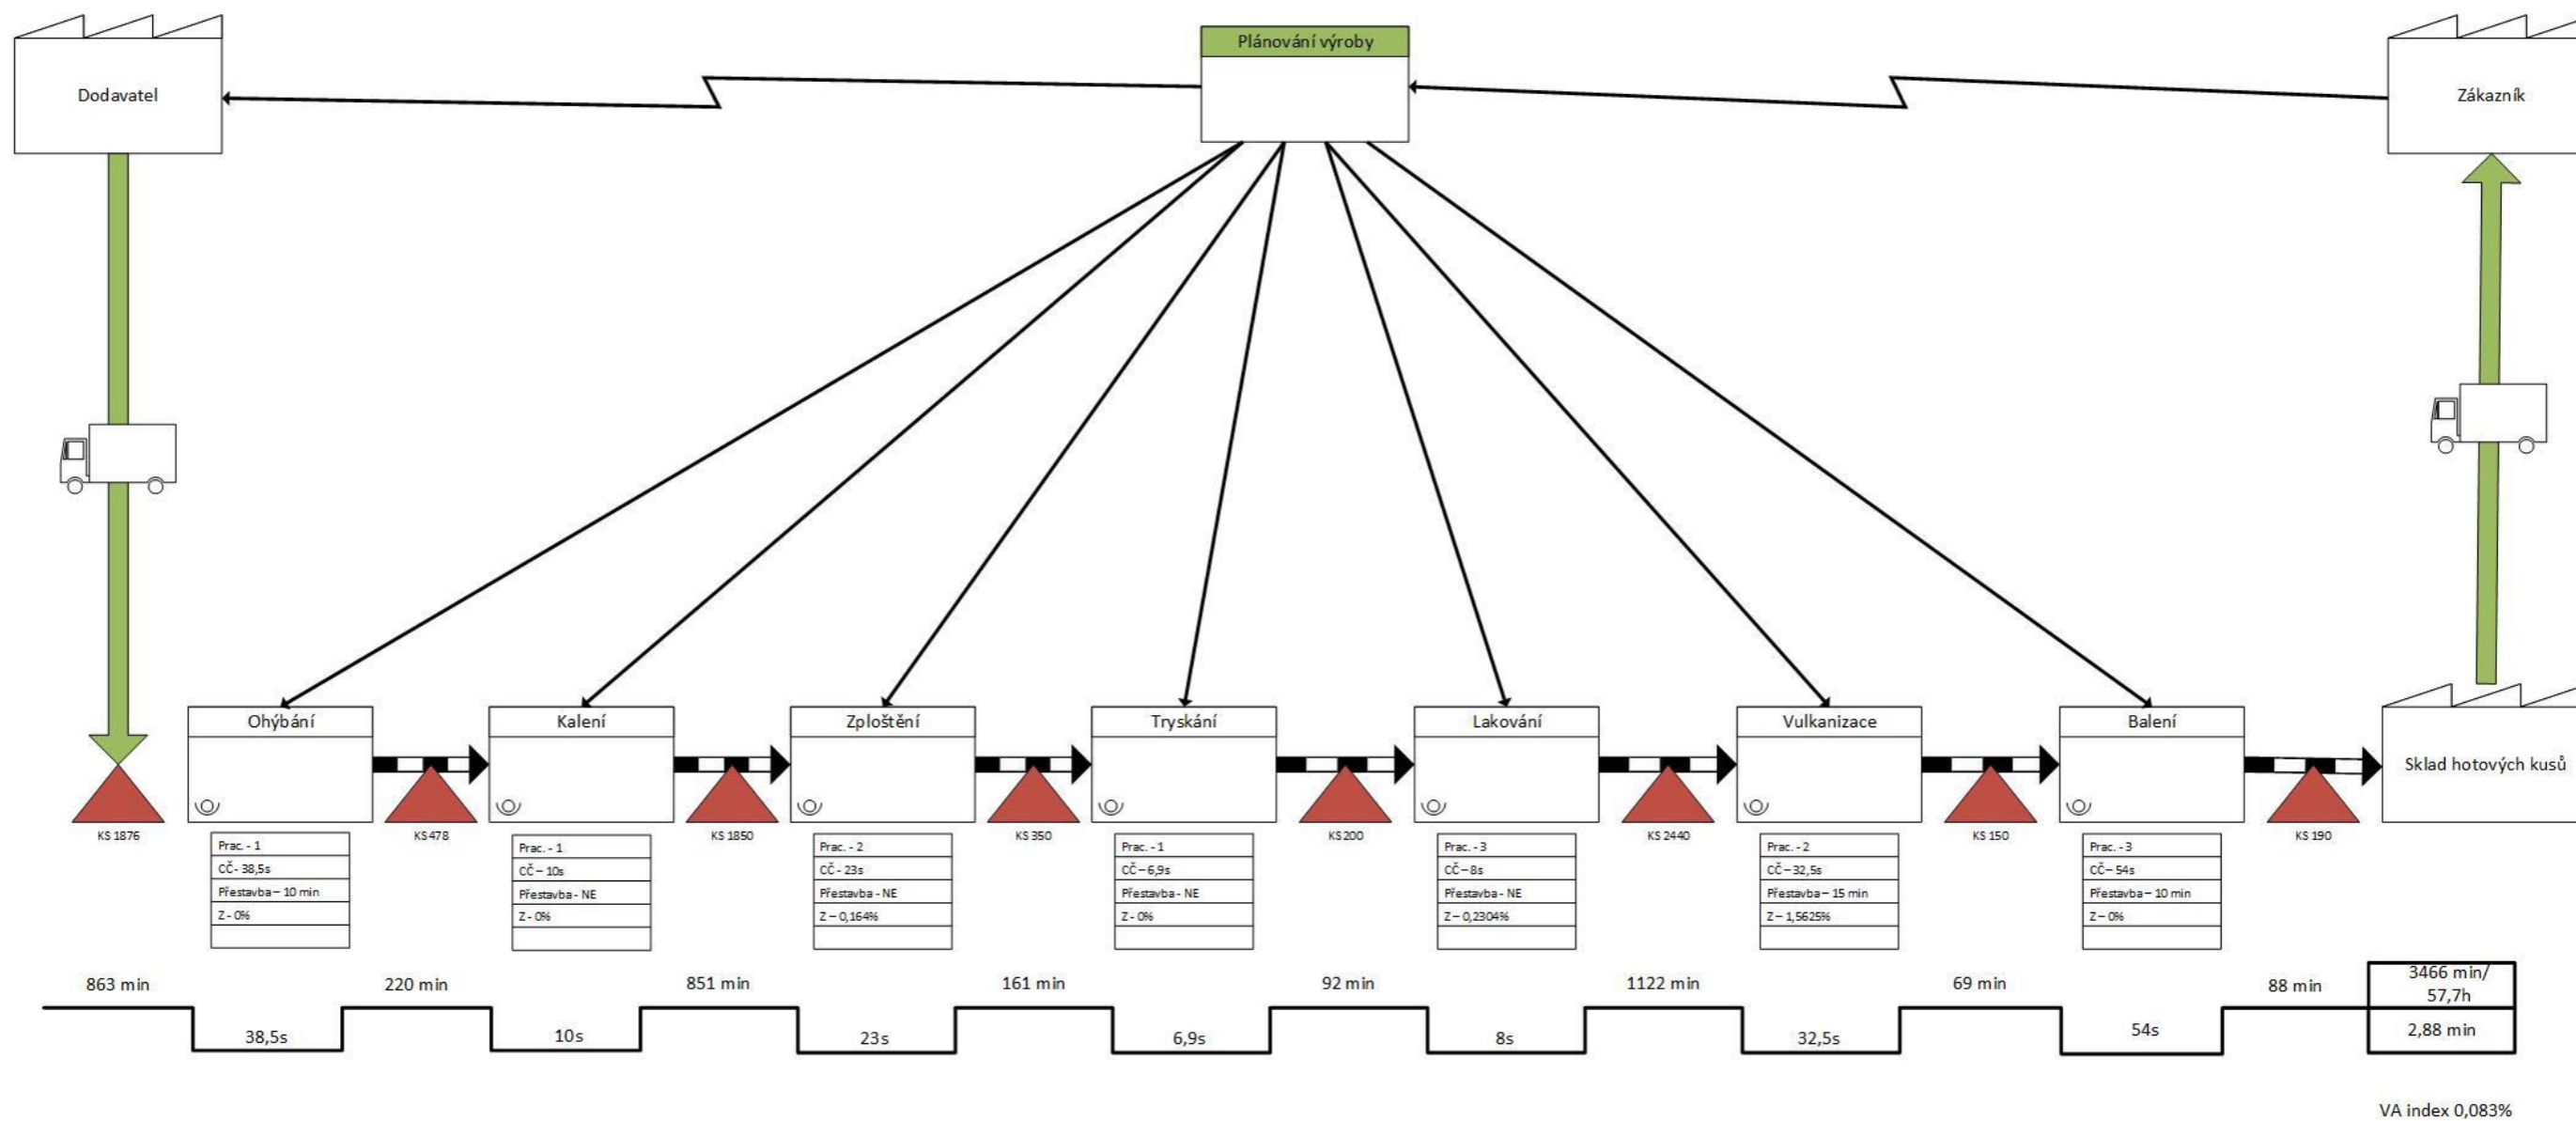 Plánování výroby
Dodavatel
Zákazník
Ohýbání
Kalení
Zploštění
Tryskání
Lakování
Vulkanizace
Balení
Sklad hotových kusů
KS 1876
KS 478
KS 1850
KS 350
KS 200
KS 2440
KS 150
KS 190
Prac. - 1
CČ - 38,5s
Přestavba – 10 min
Z - 0%
Prac. - 1
CČ – 10s
Přestavba - NE
Z - 0%
Prac. - 2
CČ - 23s
Přestavba - NE
Z – 0,164%
Prac. - 1
CČ – 6,9s
Přestavba - NE
Z - 0%
Prac. - 3
CČ – 8s
Přestavba - NE
Z – 0,2304%
Prac. - 2
CČ – 32,5s
Přestavba – 15 min
Z – 1,5625%
Prac. - 3
CČ – 54s
Přestavba – 10 min
Z – 0%
863 min
220 min
851 min
161 min
92 min
1122 min
69 min
88 min
3466 min/
57,7h
38,5s
10s
23s
6,9s
8s
32,5s
54s
2,88 min
VA index 0,083%